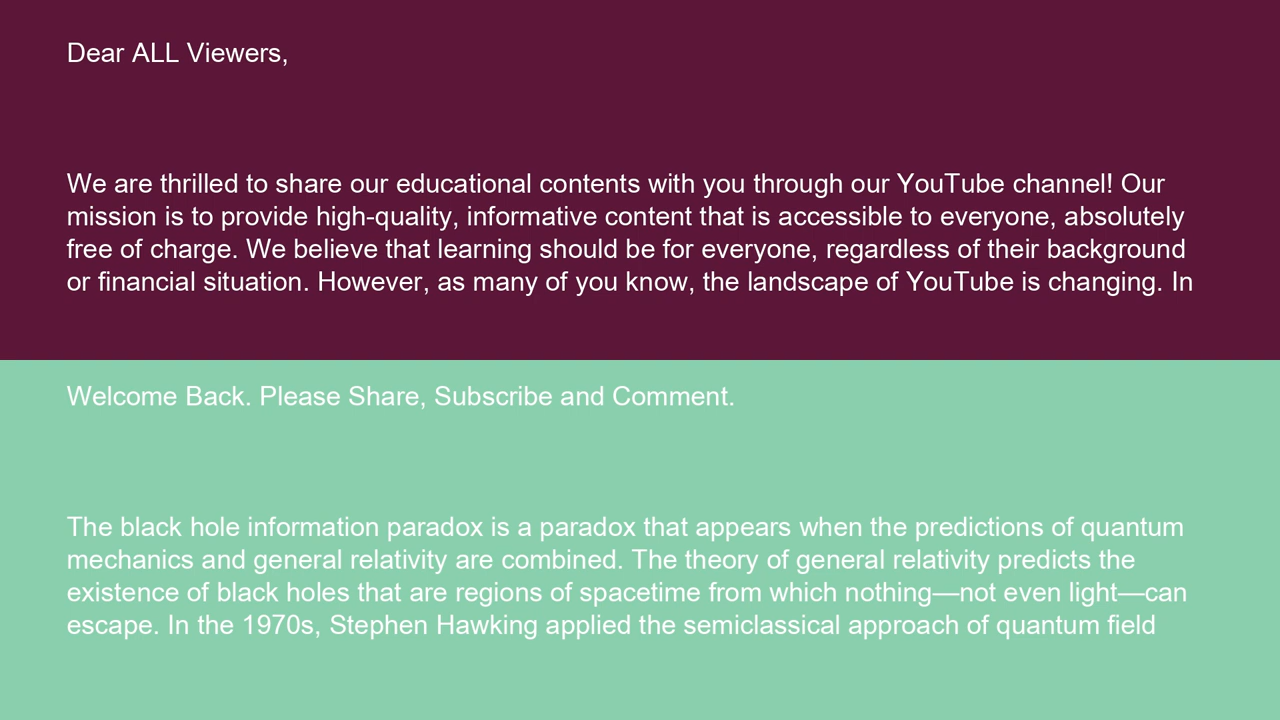 Dear ALL Viewers,
We are thrilled to share our educational contents with you through our YouTube channel! Our
mission is to provide high-quality, informative content that is accessible to everyone, absolutely
free of charge. We believe that learning should be for everyone, regardless of their background
or financial situation. However, as many of you know, the landscape of YouTube is changing. In
Welcome Back. Please Share, Subscribe and Comment.
The black hole information paradox is a paradox that appears when the predictions of quantum
mechanics and general relativity are combined. The theory of general relativity predicts the
existence of black holes that are regions of spacetime from which nothing—not even light—can
escape. In the 1970s, Stephen Hawking applied the semiclassical approach of quantum field